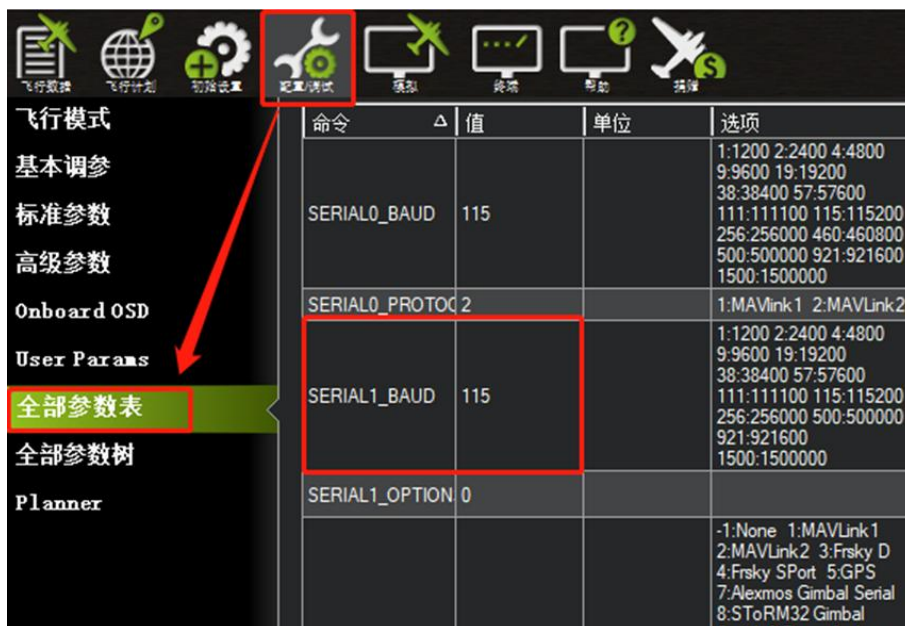 飞行数据 飞行计划 初始设置 配置/调试 模拟 终端 帮助 捐赠
飞行模式
基本调参
标准参数
高级参数
Onboard OSD
User Params
全部参数表
全部参数树
Planner
命令 值 单位 选项
SERIAL0_BAUD 115
1:1200 2:2400 4:4800
9:9600 19:19200
38:38400 57:57600
111:111100 115:115200
256:256000 460:460800
500:500000 921:921600
1500:1500000
SERIAL0_PROTOC 2 1:MAVlink1 2:MAVLink2
SERIAL1_BAUD 115
1:1200 2:2400 4:4800
9:9600 19:19200
38:38400 57:57600
111:111100 115:115200
256:256000 500:500000
921:921600
1500:1500000
SERIAL1_OPTION 0
-1:None 1:MAVLink1
2:MAVLink2 3:Frsky D
4:Frsky SPort 5:GPS
7:Alexmos Gimbal Serial
8:SToRM32 Gimbal